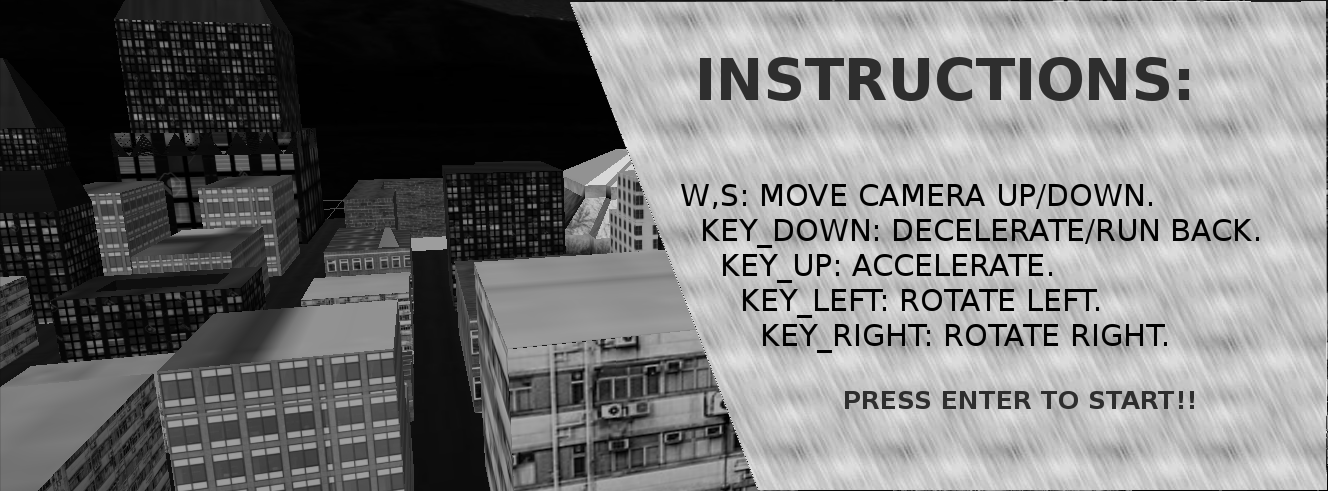 INSTRUCTIONS:
W,S: MOVE CAMERA UP/DOWN.
KEY_DOWN: DECELERATE/RUN BACK.
KEY_UP: ACCELERATE.
KEY_LEFT: ROTATE LEFT.
KEY_RIGHT: ROTATE RIGHT.
PRESS ENTER TO START!!